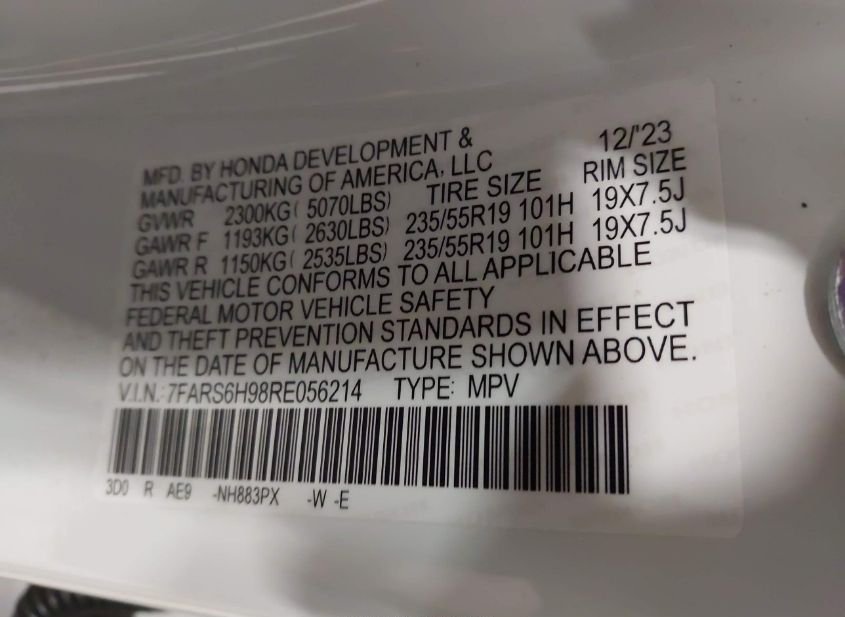 MFD. BY HONDA DEVELOPMENT & 12/'23
MANUFACTURING OF AMERICA, LLC RIM SIZE
GVWR 2300KG( 5070LBS) TIRE SIZE
GAWR F 1193KG( 2630LBS) 235/55R19 101H 19X7.5J
GAWR R 1150KG( 2535LBS) 235/55R19 101H 19X7.5J
THIS VEHICLE CONFORMS TO ALL APPLICABLE
FEDERAL MOTOR VEHICLE SAFETY
AND THEFT PREVENTION STANDARDS IN EFFECT
ON THE DATE OF MANUFACTURE SHOWN ABOVE.
V.I.N.: 7FARS6H98RE056214 TYPE: MPV
3D0 R AE9 -NH883PX -W -E